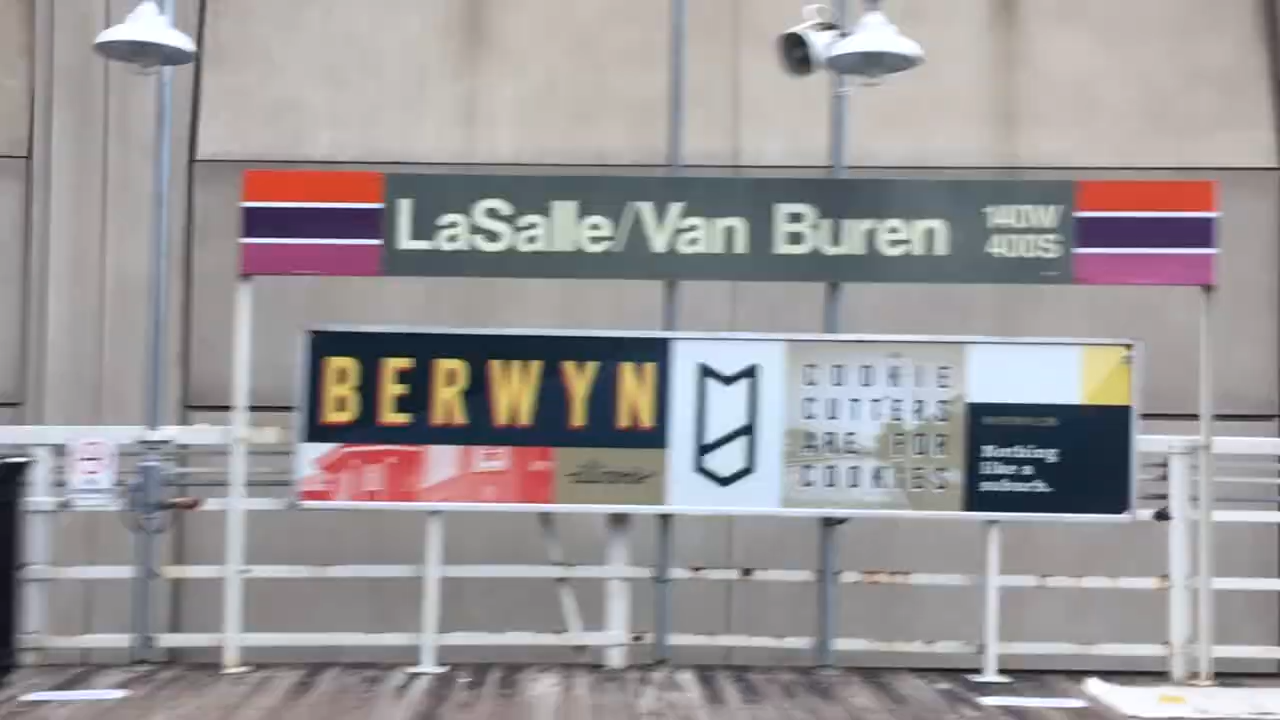 LaSalle/Van Buren
140W
400S
BERWYN
COOKIE
CUTTERS
ARE FOR
COOKIES
Nothing
like a
suburb.